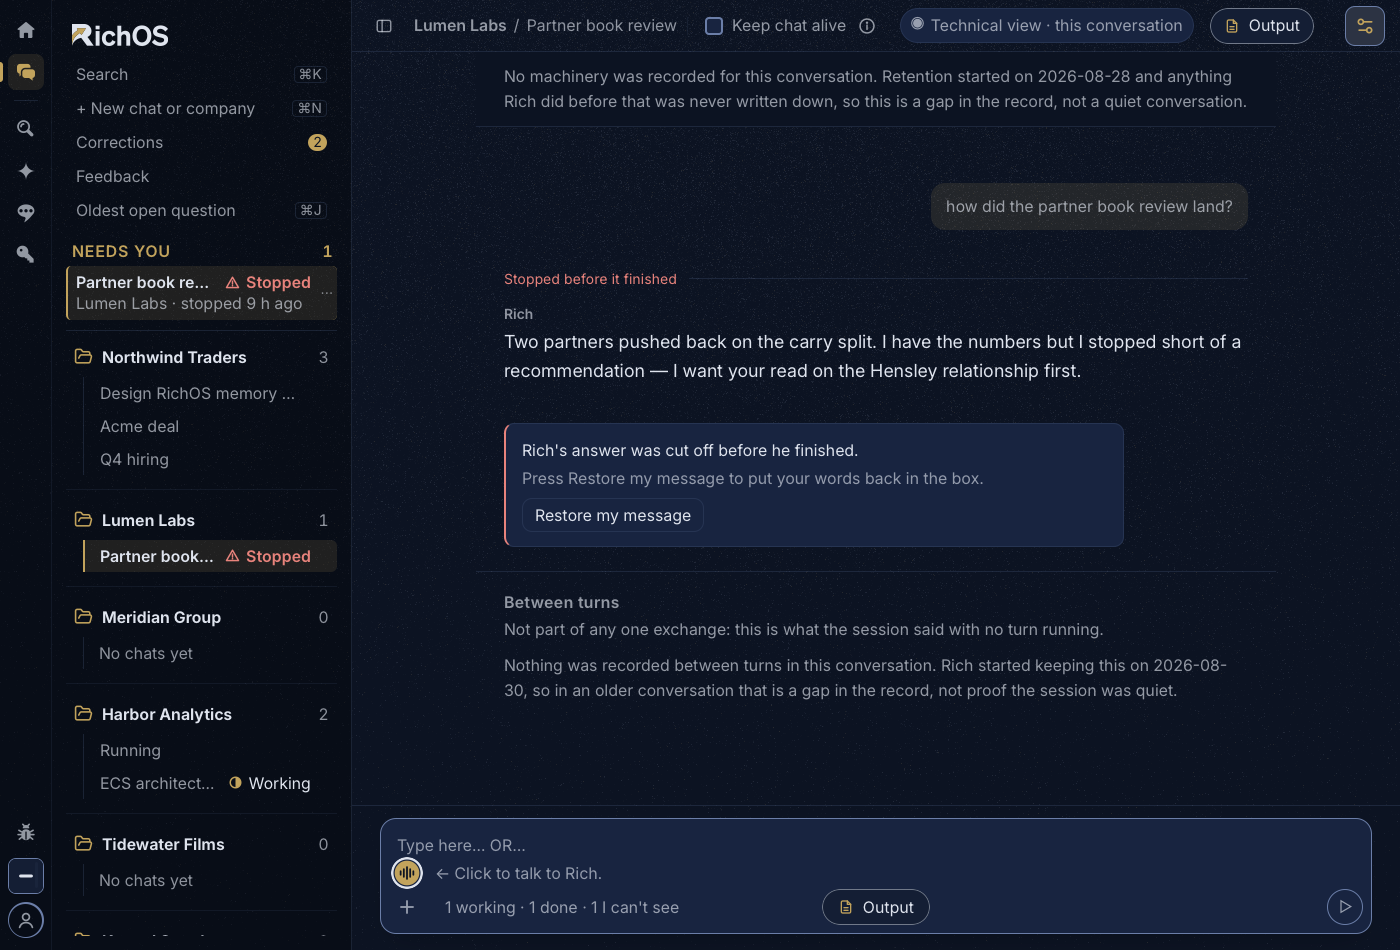 RichOS
Search ⌘K
+ New chat or company ⌘N
Corrections 2
Feedback
Oldest open question ⌘J
NEEDS YOU 1
Partner book re... Stopped
Lumen Labs · stopped 9 h ago ...
Northwind Traders 3
Design RichOS memory ...
Acme deal
Q4 hiring
Lumen Labs 1
Partner book... Stopped
Meridian Group 0
No chats yet
Harbor Analytics 2
Running
ECS architect... Working
Tidewater Films 0
No chats yet
Lumen Labs / Partner book review
Keep chat alive
Technical view · this conversation
Output
No machinery was recorded for this conversation. Retention started on 2026-08-28 and anything
Rich did before that was never written down, so this is a gap in the record, not a quiet conversation.
how did the partner book review land?
Stopped before it finished
Rich
Two partners pushed back on the carry split. I have the numbers but I stopped short of a
recommendation — I want your read on the Hensley relationship first.
Rich's answer was cut off before he finished.
Press Restore my message to put your words back in the box.
Restore my message
Between turns
Not part of any one exchange: this is what the session said with no turn running.
Nothing was recorded between turns in this conversation. Rich started keeping this on 2026-08-
30, so in an older conversation that is a gap in the record, not proof the session was quiet.
Type here... OR...
← Click to talk to Rich.
1 working · 1 done · 1 I can't see
Output